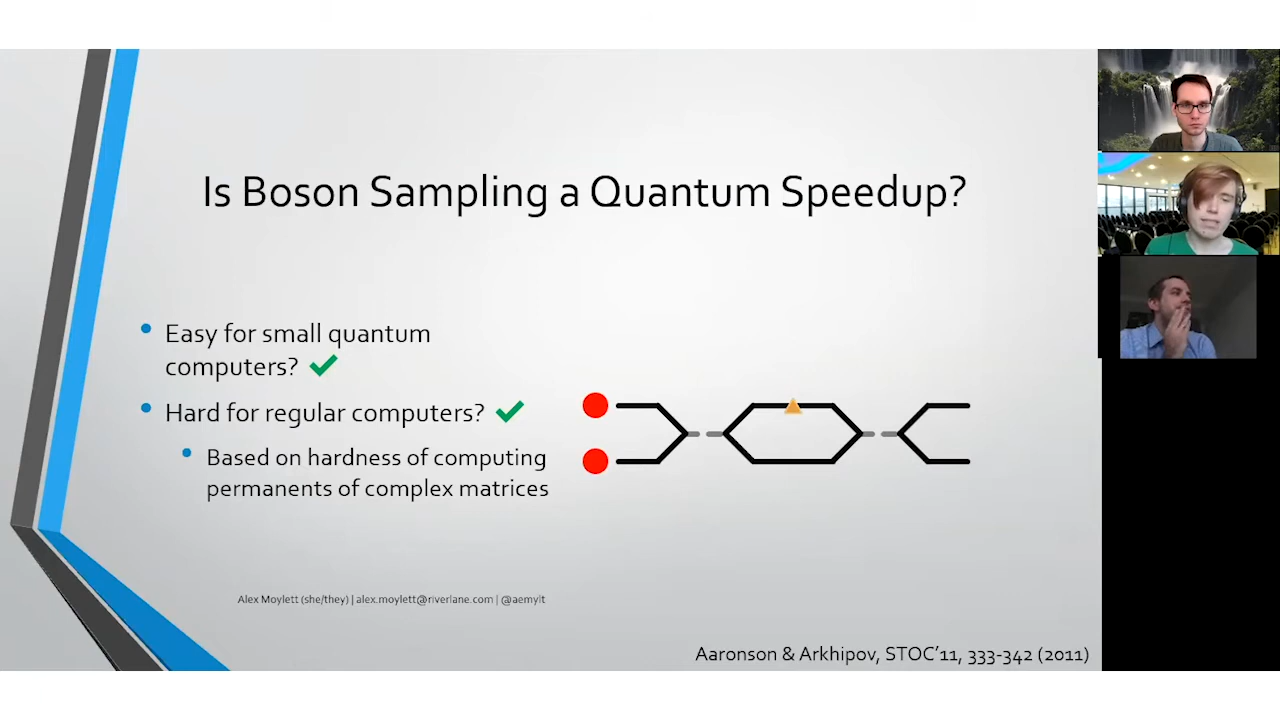 Is Boson Sampling a Quantum Speedup?
Easy for small quantum
computers?
Hard for regular computers?
Based on hardness of computing
permanents of complex matrices
Alex Moylett (she/they) | alex.moylett@riverlane.com | @aemylt
Aaronson & Arkhipov, STOC'11, 333-342 (2011)